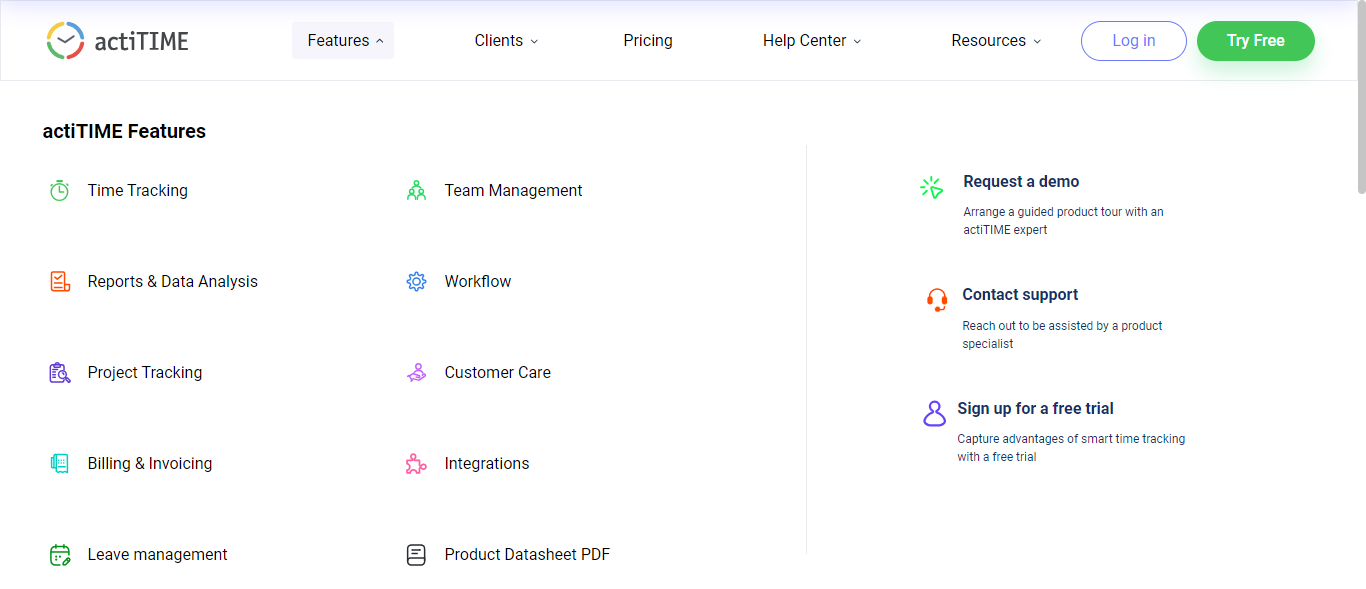 actiTIME
Features
Clients
Pricing
Help Center
Resources
Log in
Try Free
actiTIME Features
Time Tracking
Team Management
Reports & Data Analysis
Workflow
Project Tracking
Customer Care
Billing & Invoicing
Integrations
Leave management
Product Datasheet PDF
Request a demo
Arrange a guided product tour with an
actiTIME expert
Contact support
Reach out to be assisted by a product
specialist
Sign up for a free trial
Capture advantages of smart time tracking
with a free trial